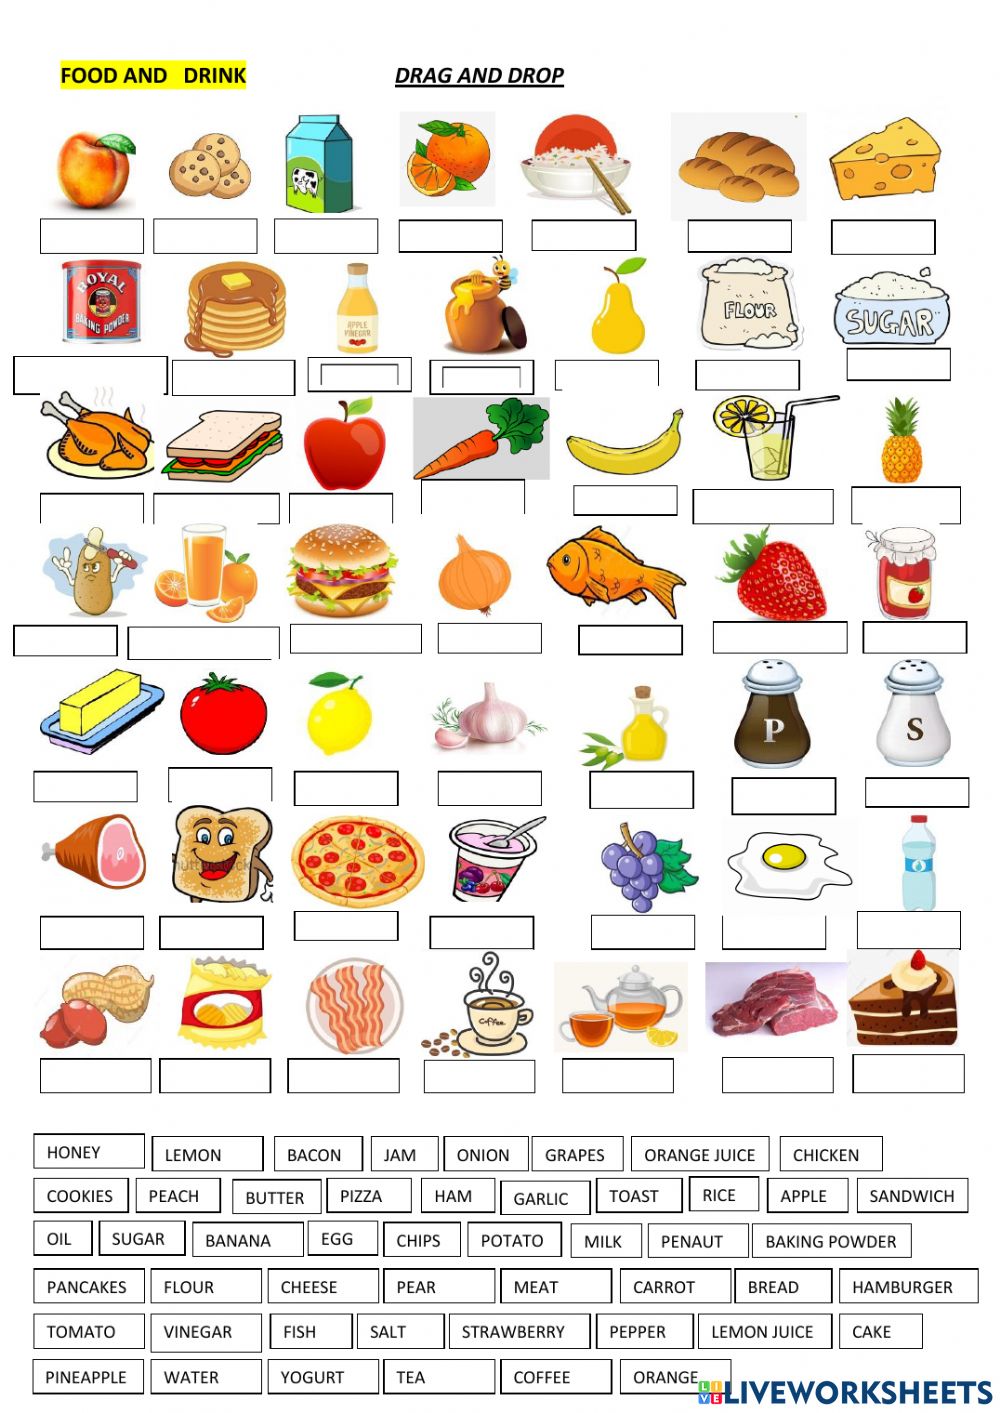 FOOD AND DRINK DRAG AND DROP
ROYAL
BAKING POWDER
APPLE
VINEGAR
FLOUR
SUGAR
P S
Coffee
HONEY LEMON BACON JAM ONION GRAPES ORANGE JUICE CHICKEN
COOKIES PEACH BUTTER PIZZA HAM GARLIC TOAST RICE APPLE SANDWICH
OIL SUGAR BANANA EGG CHIPS POTATO MILK PENAUT BAKING POWDER
PANCAKES FLOUR CHEESE PEAR MEAT CARROT BREAD HAMBURGER
TOMATO VINEGAR FISH SALT STRAWBERRY PEPPER LEMON JUICE CAKE
PINEAPPLE WATER YOGURT TEA COFFEE ORANGE
LIVE LIVEWORKSHEETS